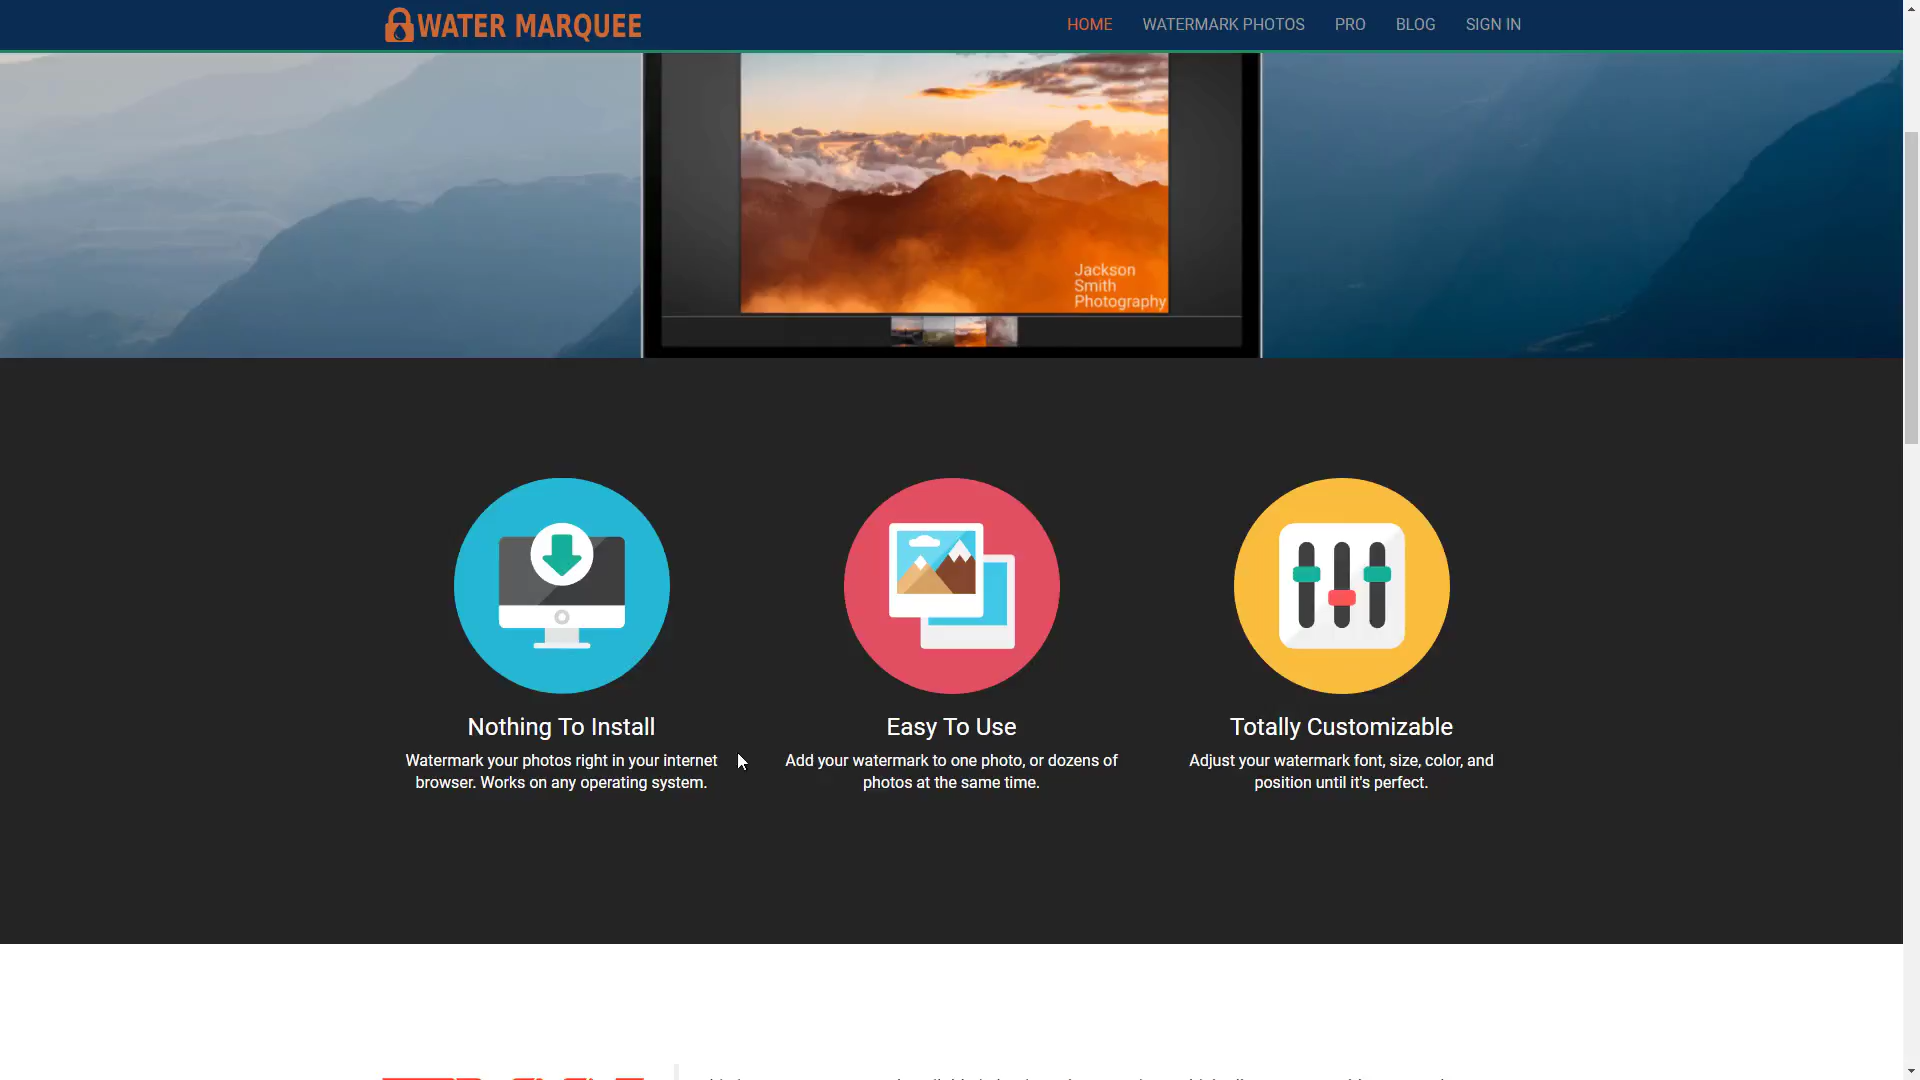 WATER MARQUEE
HOME WATERMARK PHOTOS PRO BLOG SIGN IN
Jackson
Smith
Photography
Nothing To Install
Watermark your photos right in your internet
browser. Works on any operating system.
Easy To Use
Add your watermark to one photo, or dozens of
photos at the same time.
Totally Customizable
Adjust your watermark font, size, color, and
position until it's perfect.